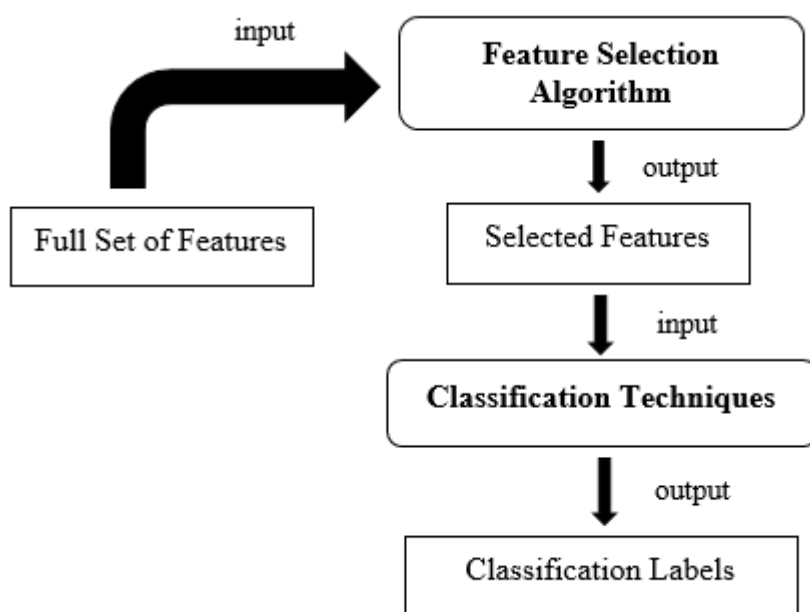 input
Feature Selection
Algorithm
output
Full Set of Features
Selected Features
input
Classification Techniques
output
Classification Labels